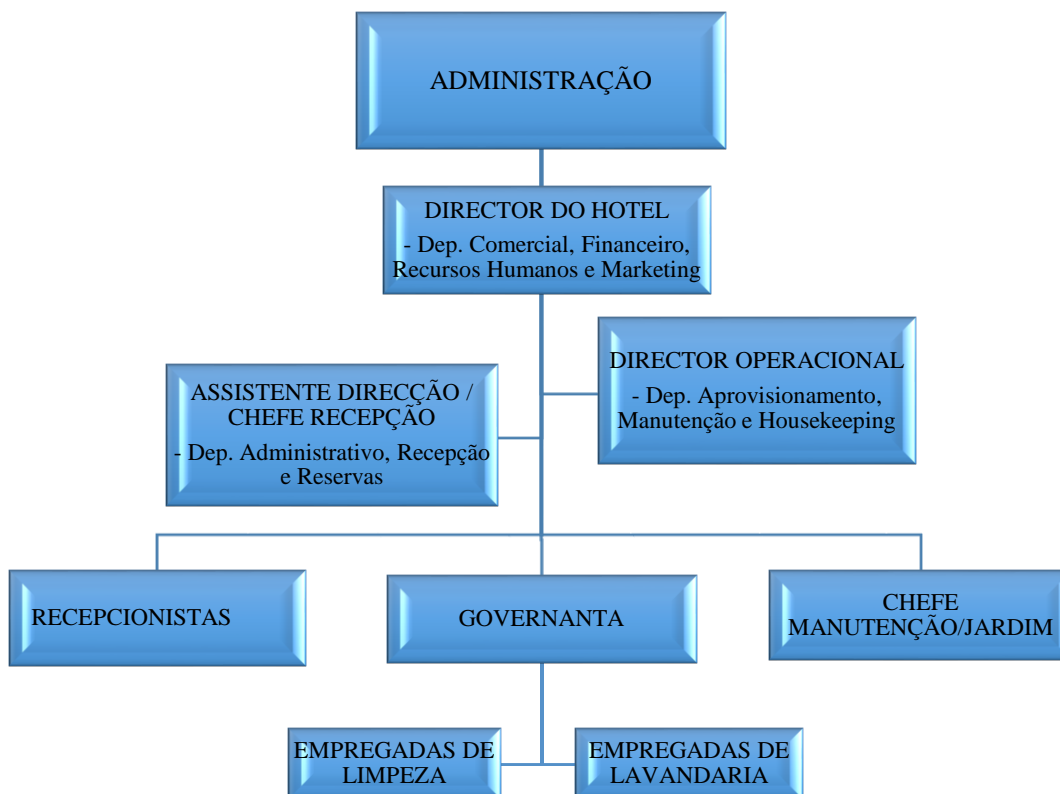 ADMINISTRAÇÃO
DIRECTOR DO HOTEL
- Dep. Comercial, Financeiro,
Recursos Humanos e Marketing
DIRECTOR OPERACIONAL
- Dep. Aprovisionamento,
Manutenção e Housekeeping
ASSISTENTE DIRECÇÃO /
CHEFE RECEPÇÃO
- Dep. Administrativo, Recepção
e Reservas
RECEPCIONISTAS
GOVERNANTA
CHEFE
MANUTENÇÃO/JARDIM
EMPREGADAS DE
LIMPEZA
EMPREGADAS DE
LAVANDARIA